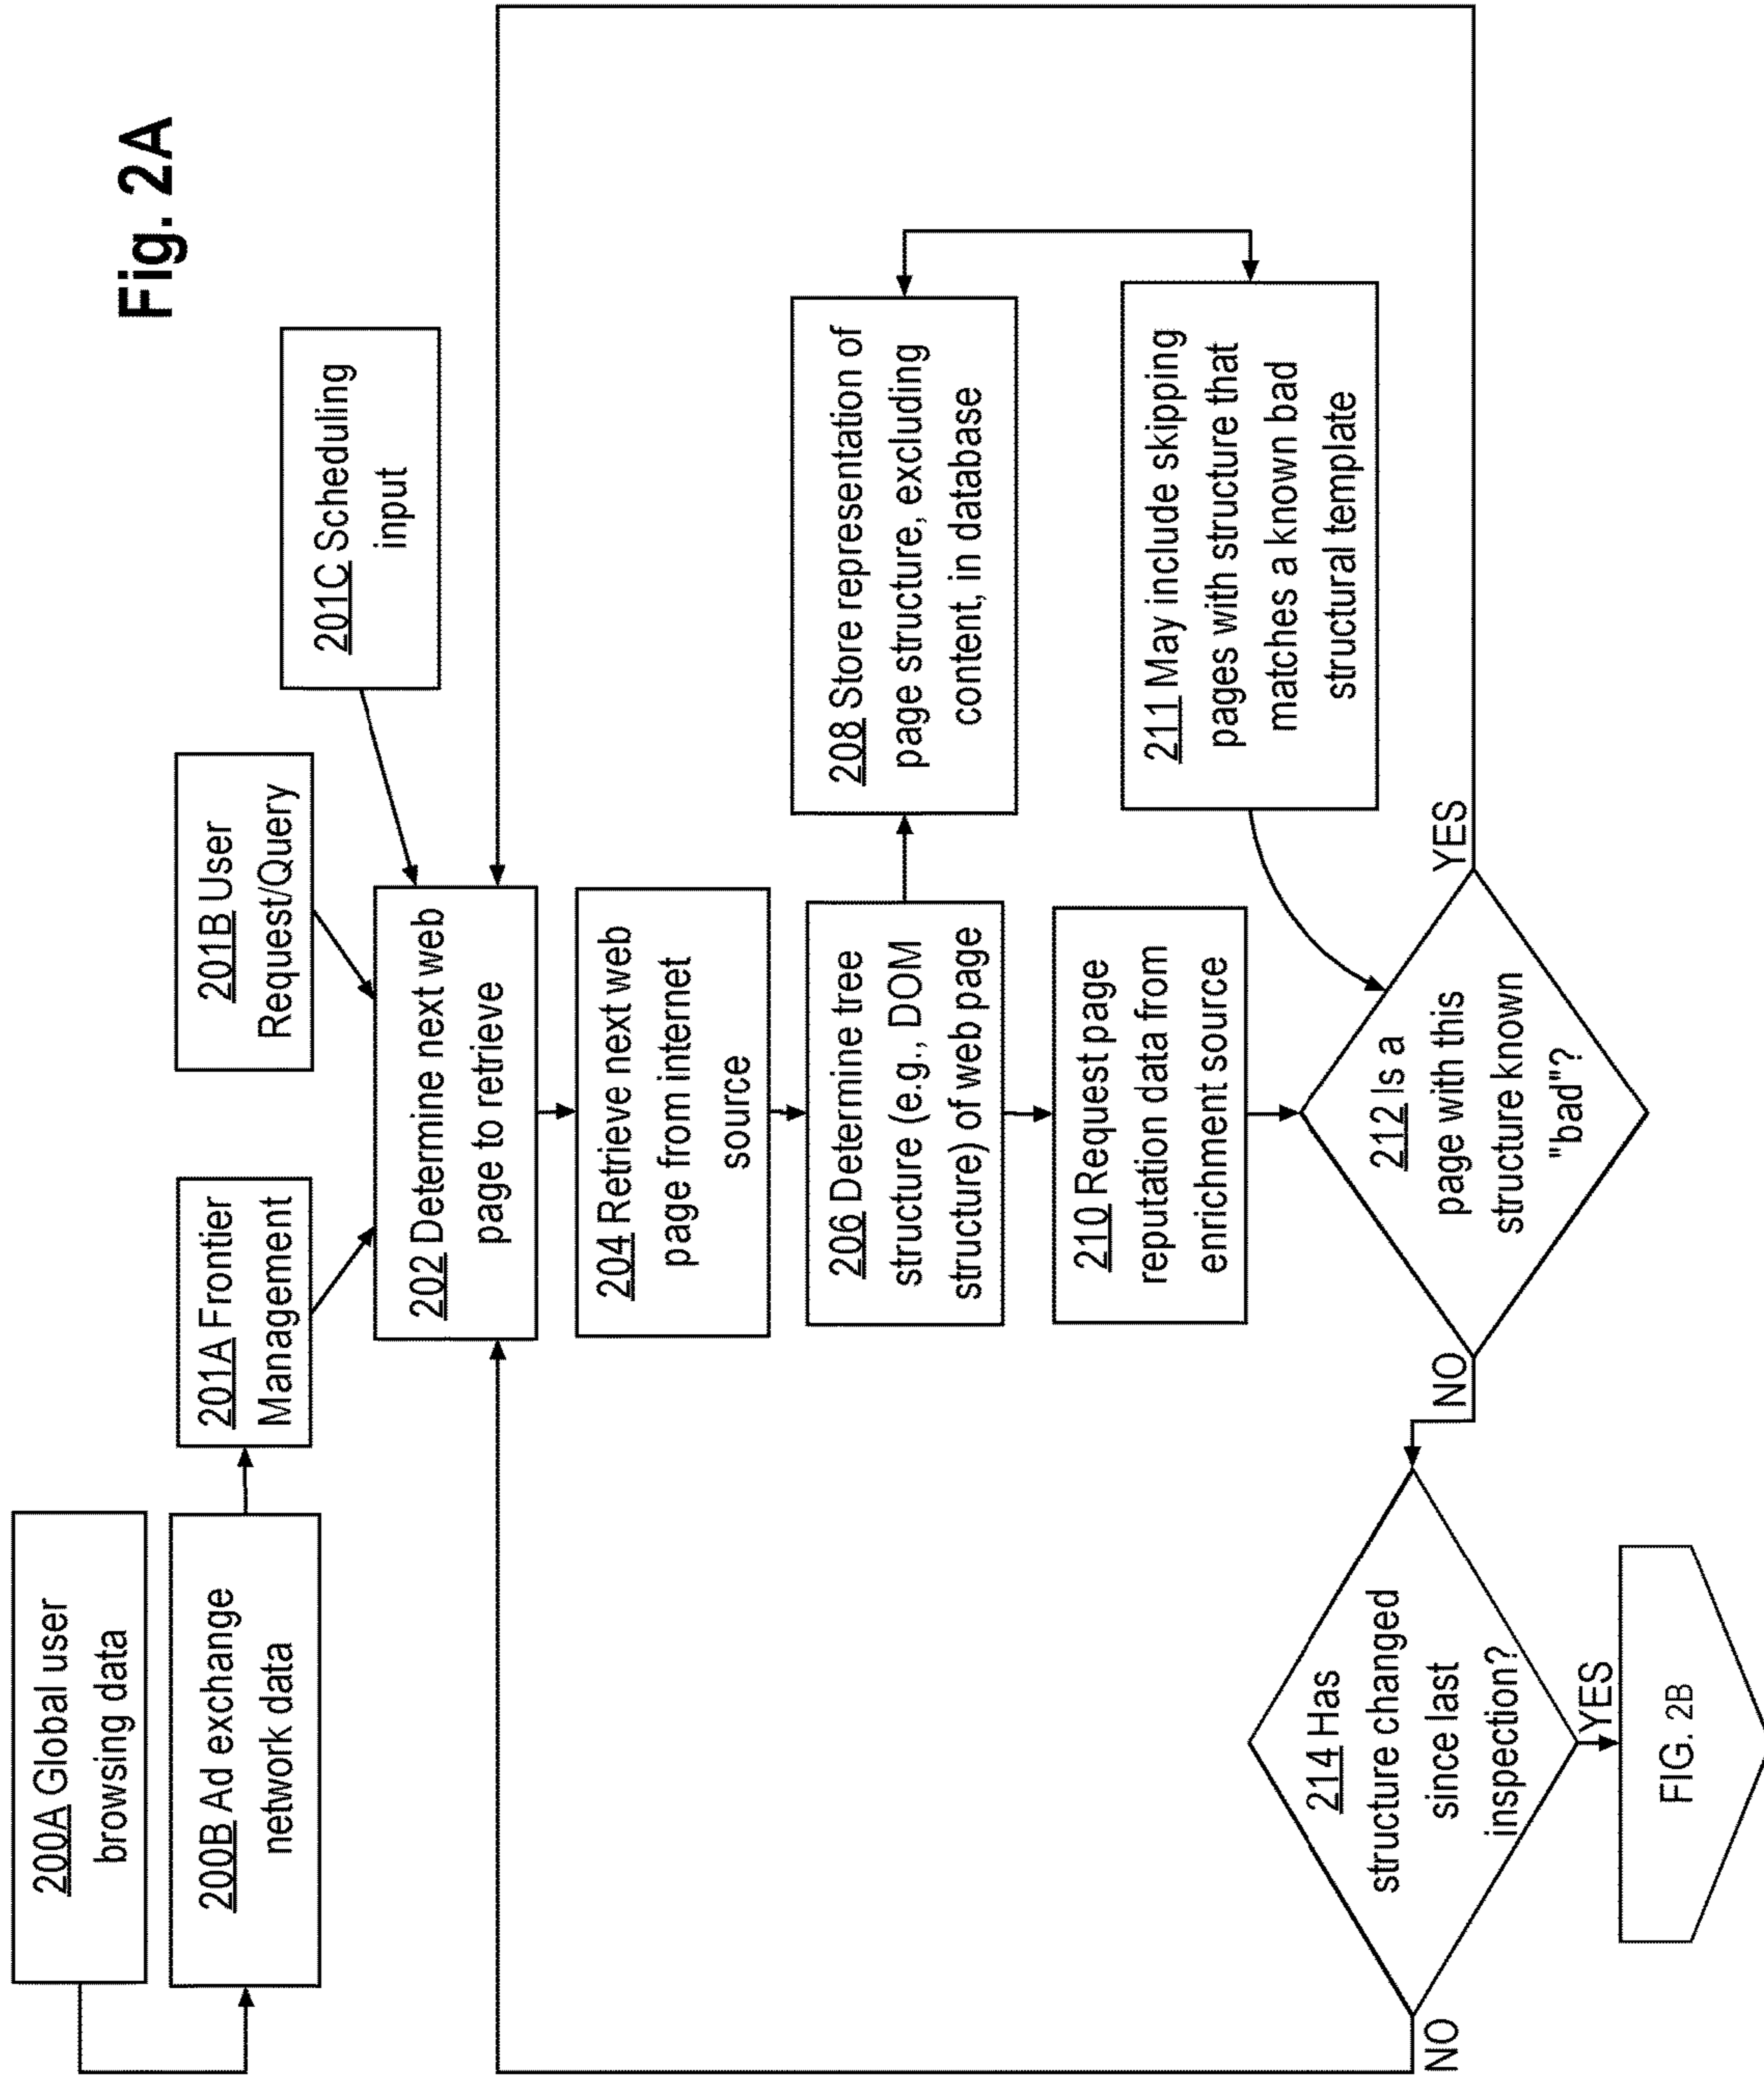 Fig. 2A
200A Global user
browsing data
200B Ad exchange
network data
201A Frontier
Management
201B User
Request/Query
201C Scheduling
input
202 Determine next web
page to retrieve
204 Retrieve next web
page from internet
source
206 Determine tree
structure (e.g., DOM
structure) of web page
208 Store representation of
page structure, excluding
content, in database
210 Request page
reputation data from
enrichment source
211 May include skipping
pages with structure that
matches a known bad
structural template
212 Is a
page with this
structure known
"bad"?
YES
NO
214 Has
structure changed
since last
inspection?
NO
YES
FIG. 2B